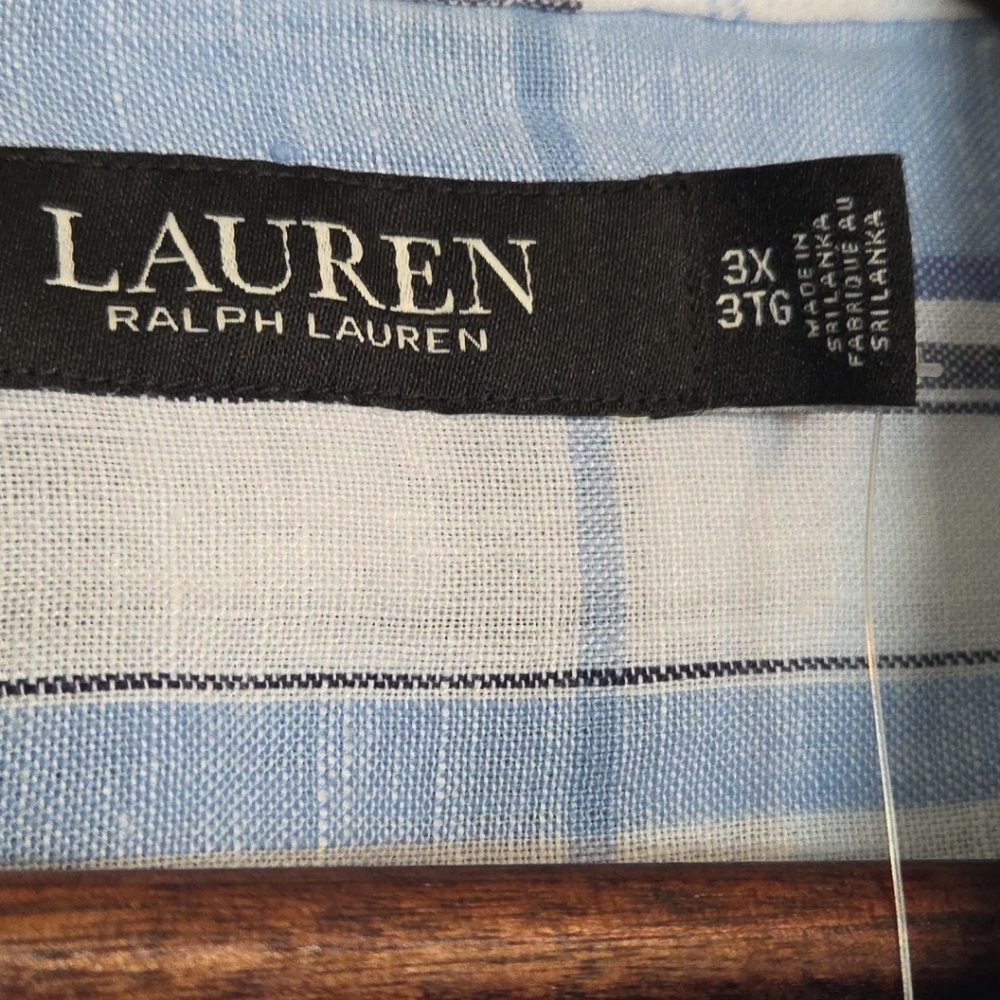 LAUREN
RALPH LAUREN
3X
3TG
MADE IN
SRI LANKA
FABRIQUE AU
SRI LANKA